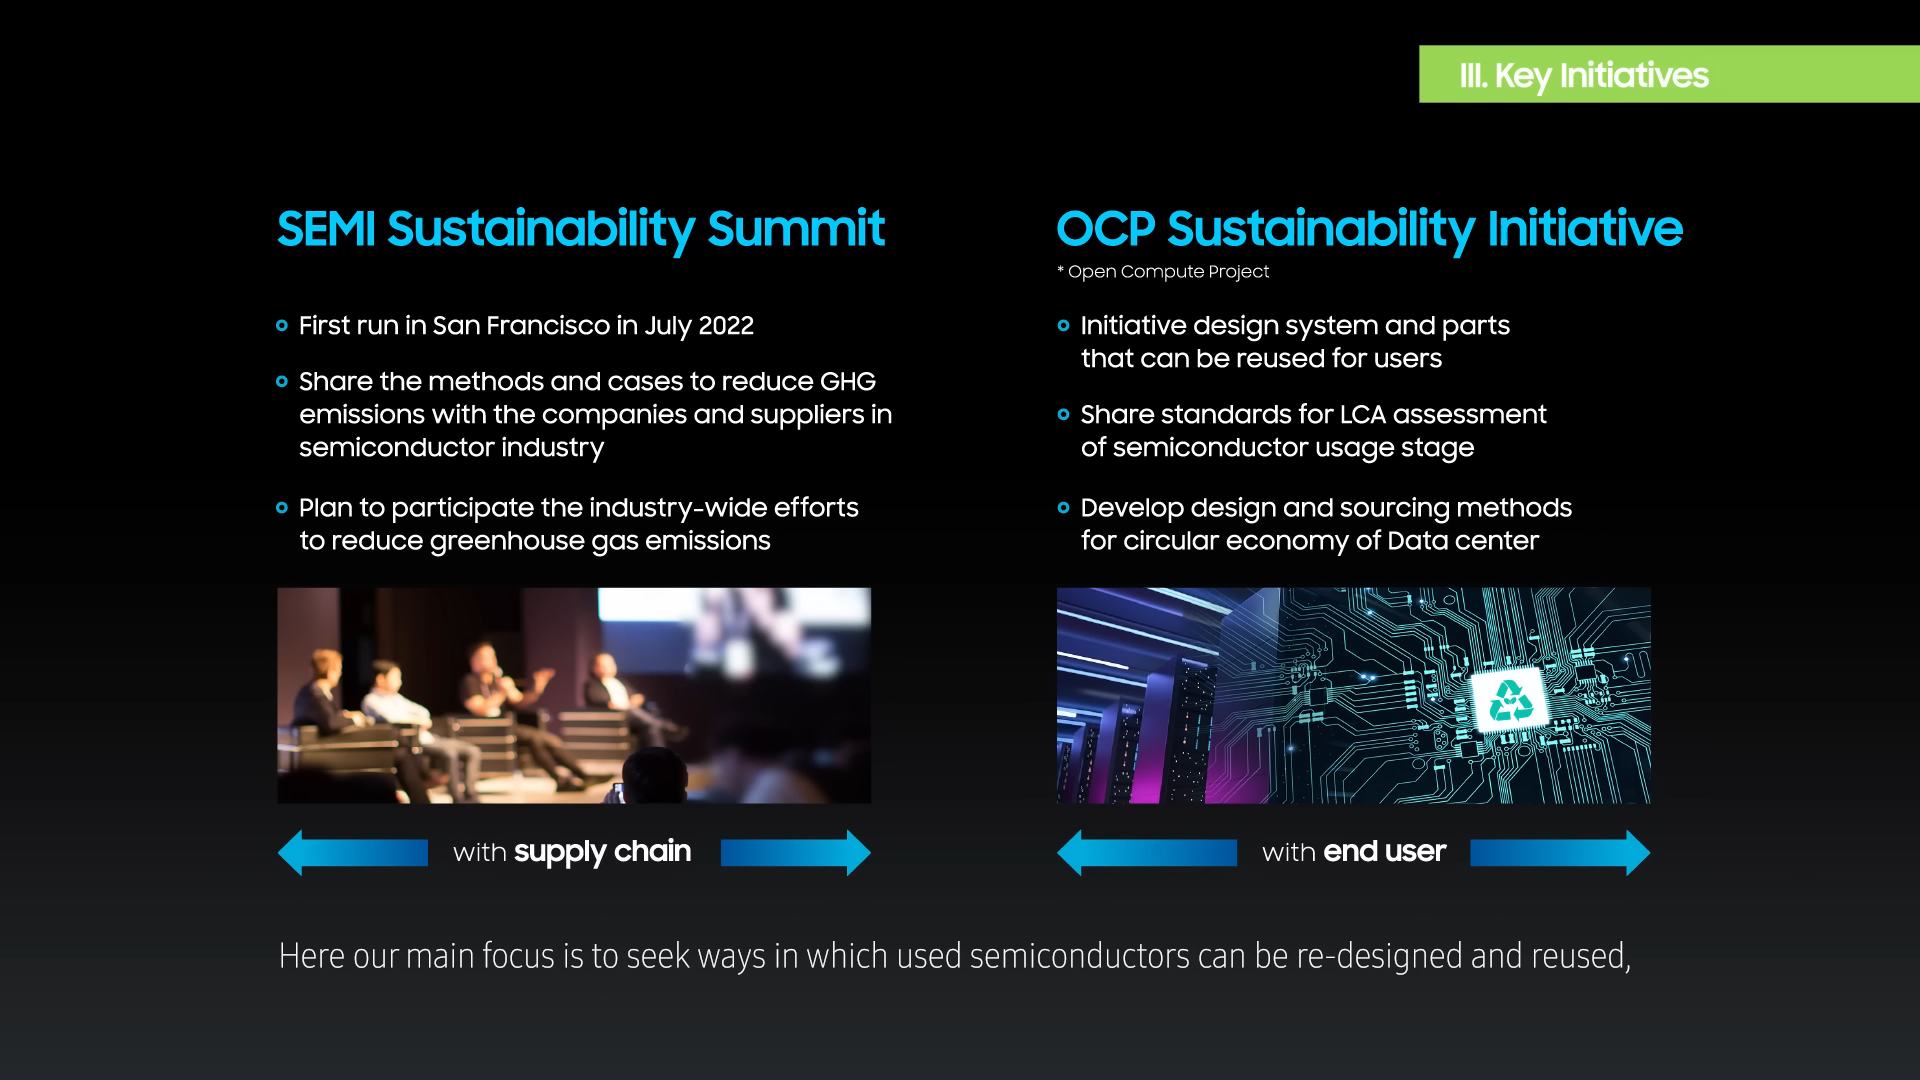 III. Key Initiatives
SEMI Sustainability Summit
First run in San Francisco in July 2022
Share the methods and cases to reduce GHG
emissions with the companies and suppliers in
semiconductor industry
Plan to participate the industry-wide efforts
to reduce greenhouse gas emissions
with supply chain
OCP Sustainability Initiative
* Open Compute Project
Initiative design system and parts
that can be reused for users
Share standards for LCA assessment
of semiconductor usage stage
Develop design and sourcing methods
for circular economy of Data center
with end user
Here our main focus is to seek ways in which used semiconductors can be re-designed and reused,